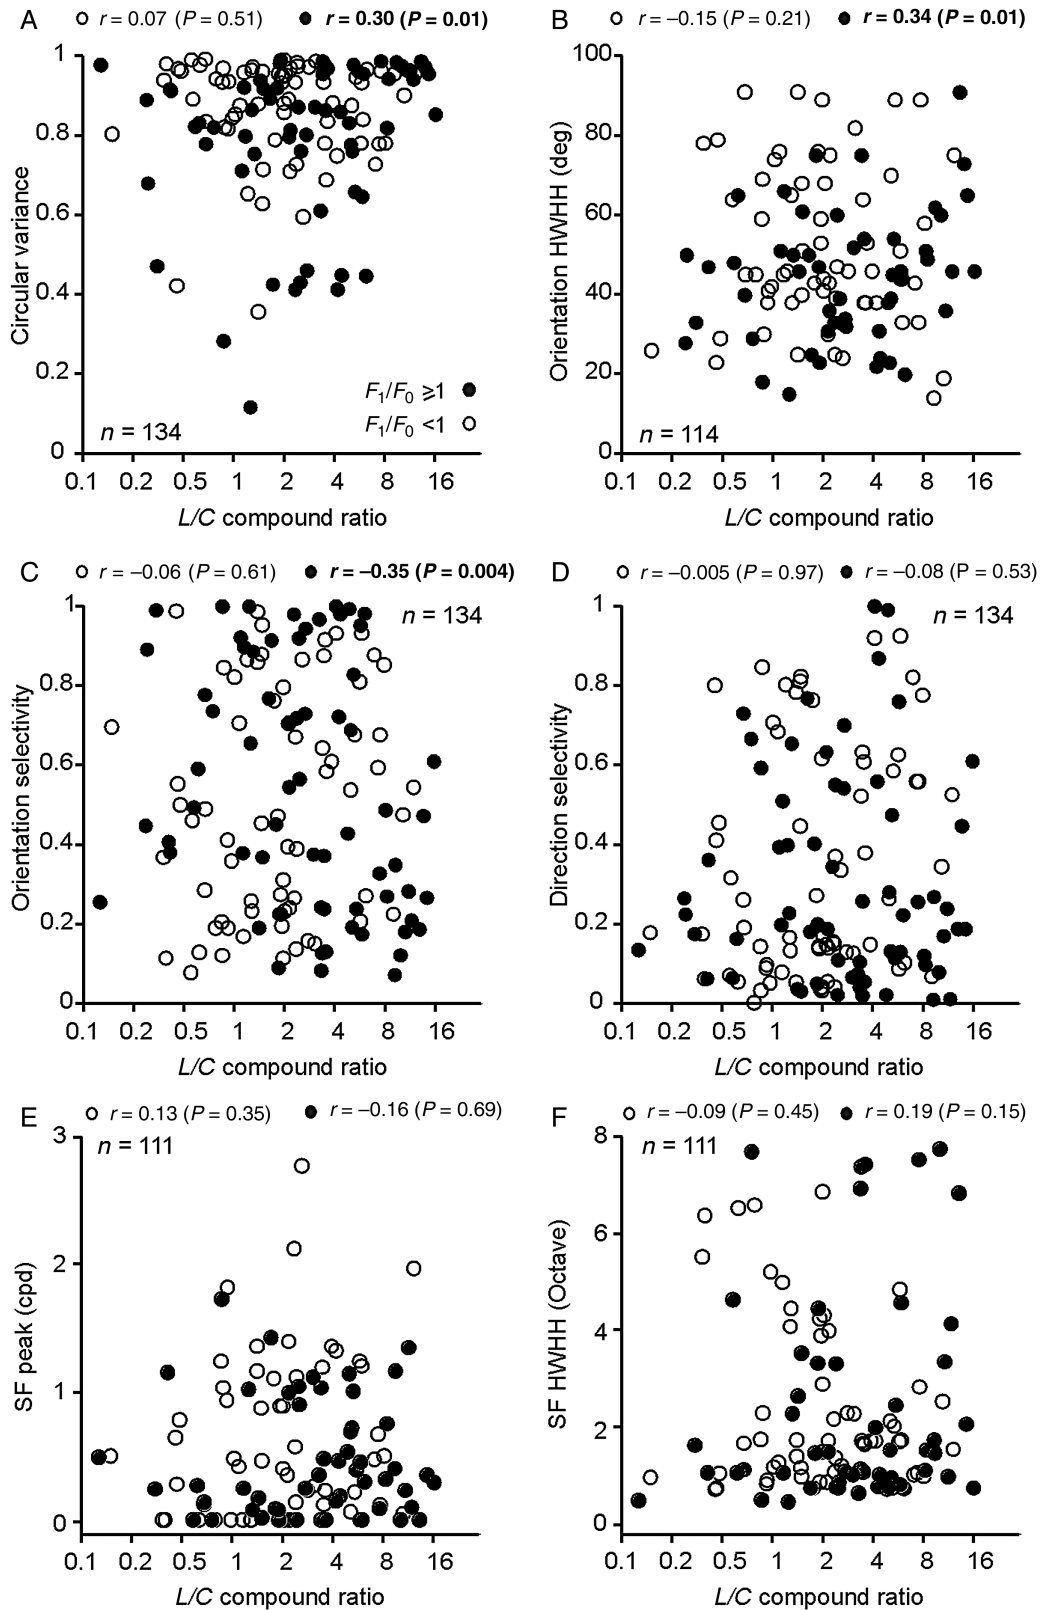 A r = 0.07 (P = 0.51) r = 0.30 (P = 0.01)
1
0.8
0.6
0.4
0.2
0
Circular variance
F1/F0 ⩾1
F1/F0 <1
n = 134
0.1 0.2 0.5 1 2 4 8 16
L/C compound ratio
B r = –0.15 (P = 0.21) r = 0.34 (P = 0.01)
100
80
60
40
20
0
Orientation HWHH (deg)
n = 114
0.1 0.2 0.5 1 2 4 8 16
L/C compound ratio
C r = –0.06 (P = 0.61) r = –0.35 (P = 0.004)
n = 134
1
0.8
0.6
0.4
0.2
0
Orientation selectivity
0.1 0.2 0.5 1 2 4 8 16
L/C compound ratio
D r = –0.005 (P = 0.97) r = –0.08 (P = 0.53)
n = 134
1
0.8
0.6
0.4
0.2
0
Direction selectivity
0.1 0.2 0.5 1 2 4 8 16
L/C compound ratio
E r = 0.13 (P = 0.35) r = –0.16 (P = 0.69)
n = 111
3
2
1
0
SF peak (cpd)
0.1 0.2 0.5 1 2 4 8 16
L/C compound ratio
F r = –0.09 (P = 0.45) r = 0.19 (P = 0.15)
n = 111
8
6
4
2
0
SF HWHH (Octave)
0.1 0.2 0.5 1 2 4 8 16
L/C compound ratio